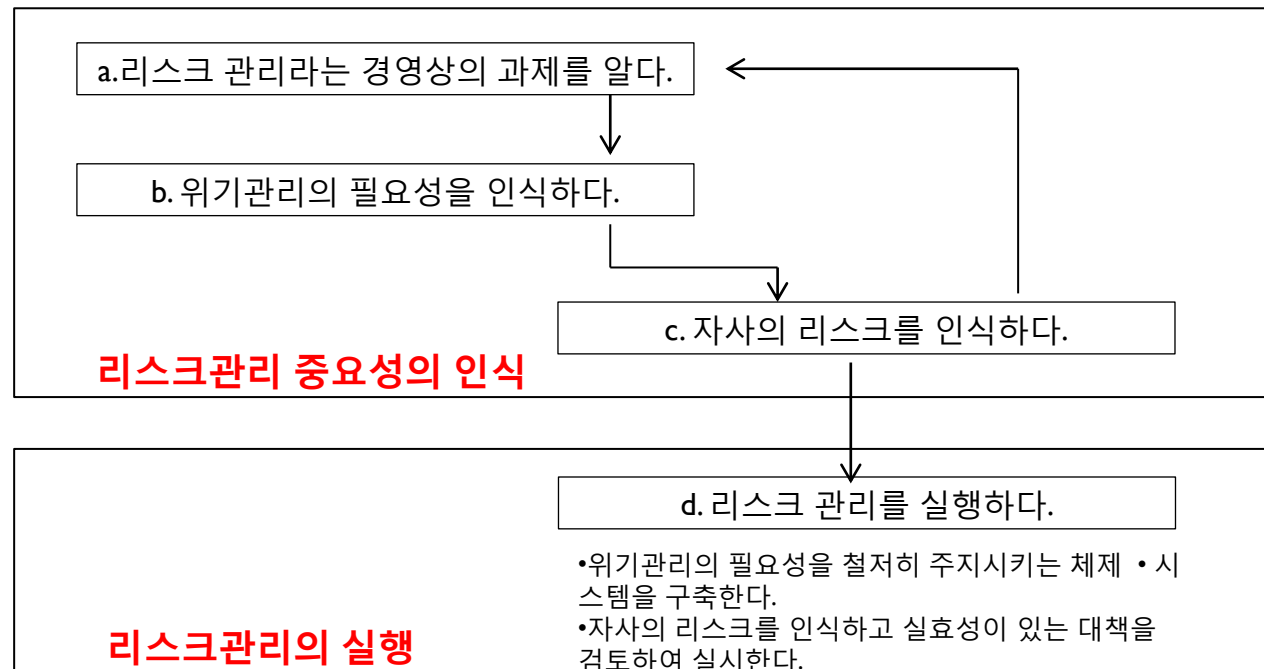 a.리스크 관리라는 경영상의 과제를 알다.
b. 위기관리의 필요성을 인식하다.
c. 자사의 리스크를 인식하다.
리스크관리 중요성의 인식
d. 리스크 관리를 실행하다.
•위기관리의 필요성을 철저히 주지시키는 체제 • 시
스템을 구축한다.
•자사의 리스크를 인식하고 실효성이 있는 대책을
검토하여 실시한다.
리스크관리의 실행